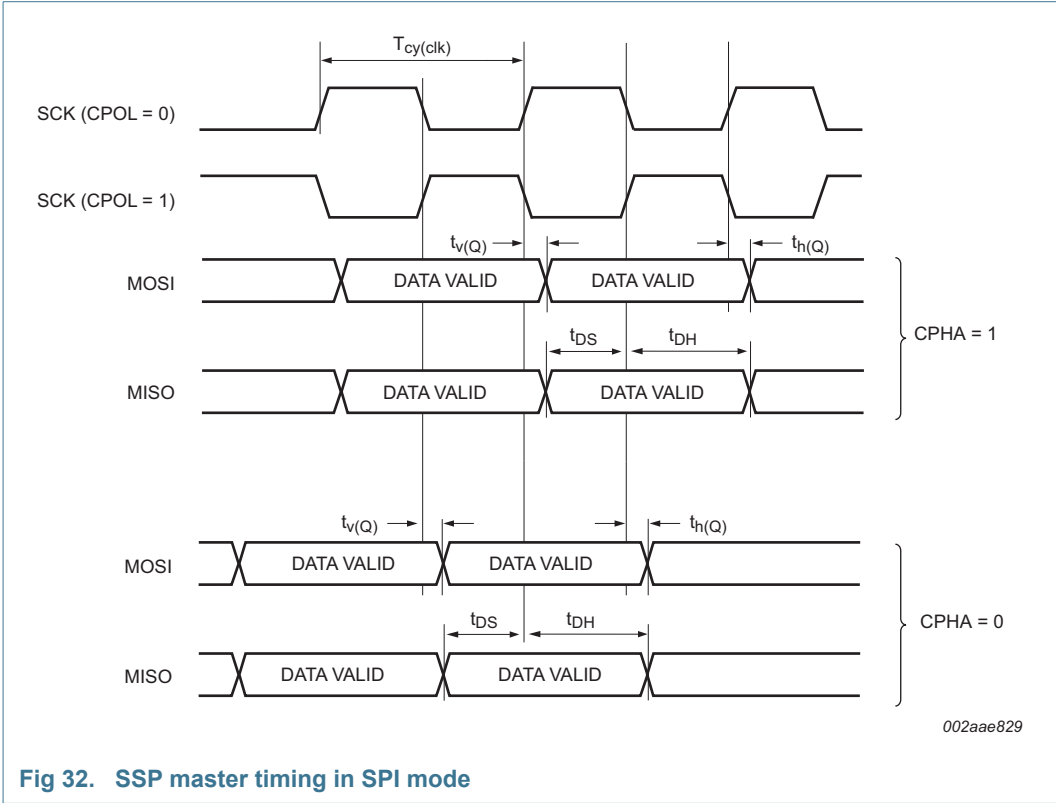 Tcy(clk)
SCK (CPOL = 0)
SCK (CPOL = 1)
tv(Q) th(Q)
MOSI DATA VALID DATA VALID
tDS tDH
CPHA = 1
MISO DATA VALID DATA VALID
tv(Q) th(Q)
MOSI DATA VALID DATA VALID
tDS tDH
CPHA = 0
MISO DATA VALID DATA VALID
002aae829
Fig 32. SSP master timing in SPI mode